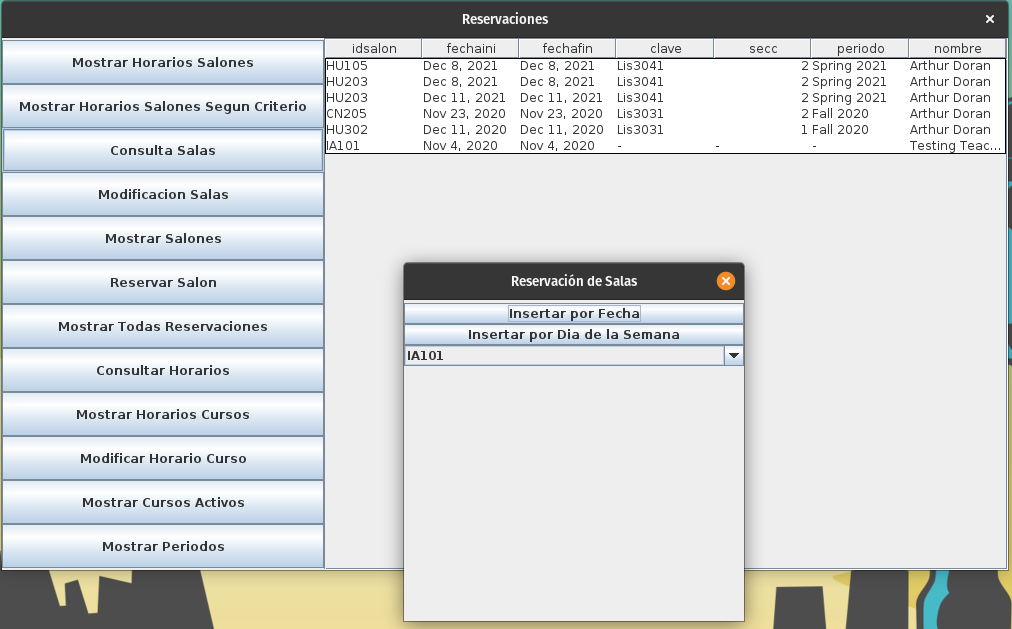 Reservaciones
Mostrar Horarios Salones
Mostrar Horarios Salones Segun Criterio
Consulta Salas
Modificacion Salas
Mostrar Salones
Reservar Salon
Mostrar Todas Reservaciones
Consultar Horarios
Mostrar Horarios Cursos
Modificar Horario Curso
Mostrar Cursos Activos
Mostrar Periodos
idsalon fechaini fechafin clave secc periodo nombre
HU105 Dec 8, 2021 Dec 8, 2021 Lis3041 2 Spring 2021 Arthur Doran
HU203 Dec 8, 2021 Dec 8, 2021 Lis3041 2 Spring 2021 Arthur Doran
HU203 Dec 11, 2021 Dec 11, 2021 Lis3041 2 Spring 2021 Arthur Doran
CN205 Nov 23, 2020 Nov 23, 2020 Lis3031 2 Fall 2020 Arthur Doran
HU302 Dec 11, 2020 Dec 11, 2020 Lis3031 1 Fall 2020 Arthur Doran
IA101 Nov 4, 2020 Nov 4, 2020 - - - Testing Teac...
Reservación de Salas
Insertar por Fecha
Insertar por Dia de la Semana
IA101